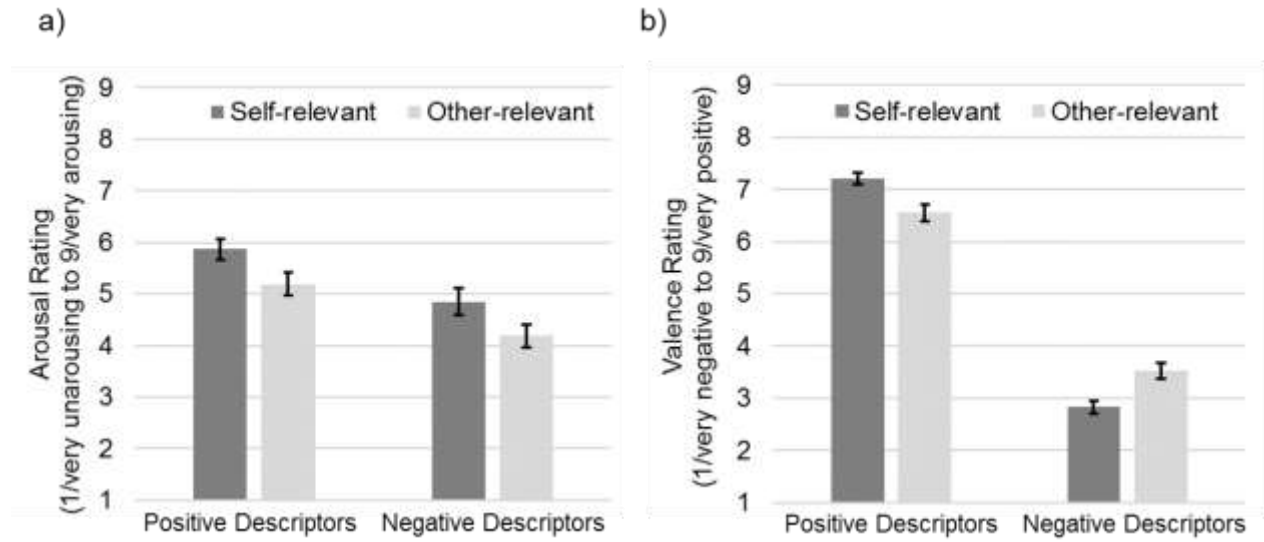 a)
Arousal Rating
(1/very unarousing to 9/very arousing)
9
8
7
6
5
4
3
2
1
Self-relevant Other-relevant
Positive Descriptors Negative Descriptors
b)
Valence Rating
(1/very negative to 9/very positive)
9
8
7
6
5
4
3
2
1
Self-relevant Other-relevant
Positive Descriptors Negative Descriptors